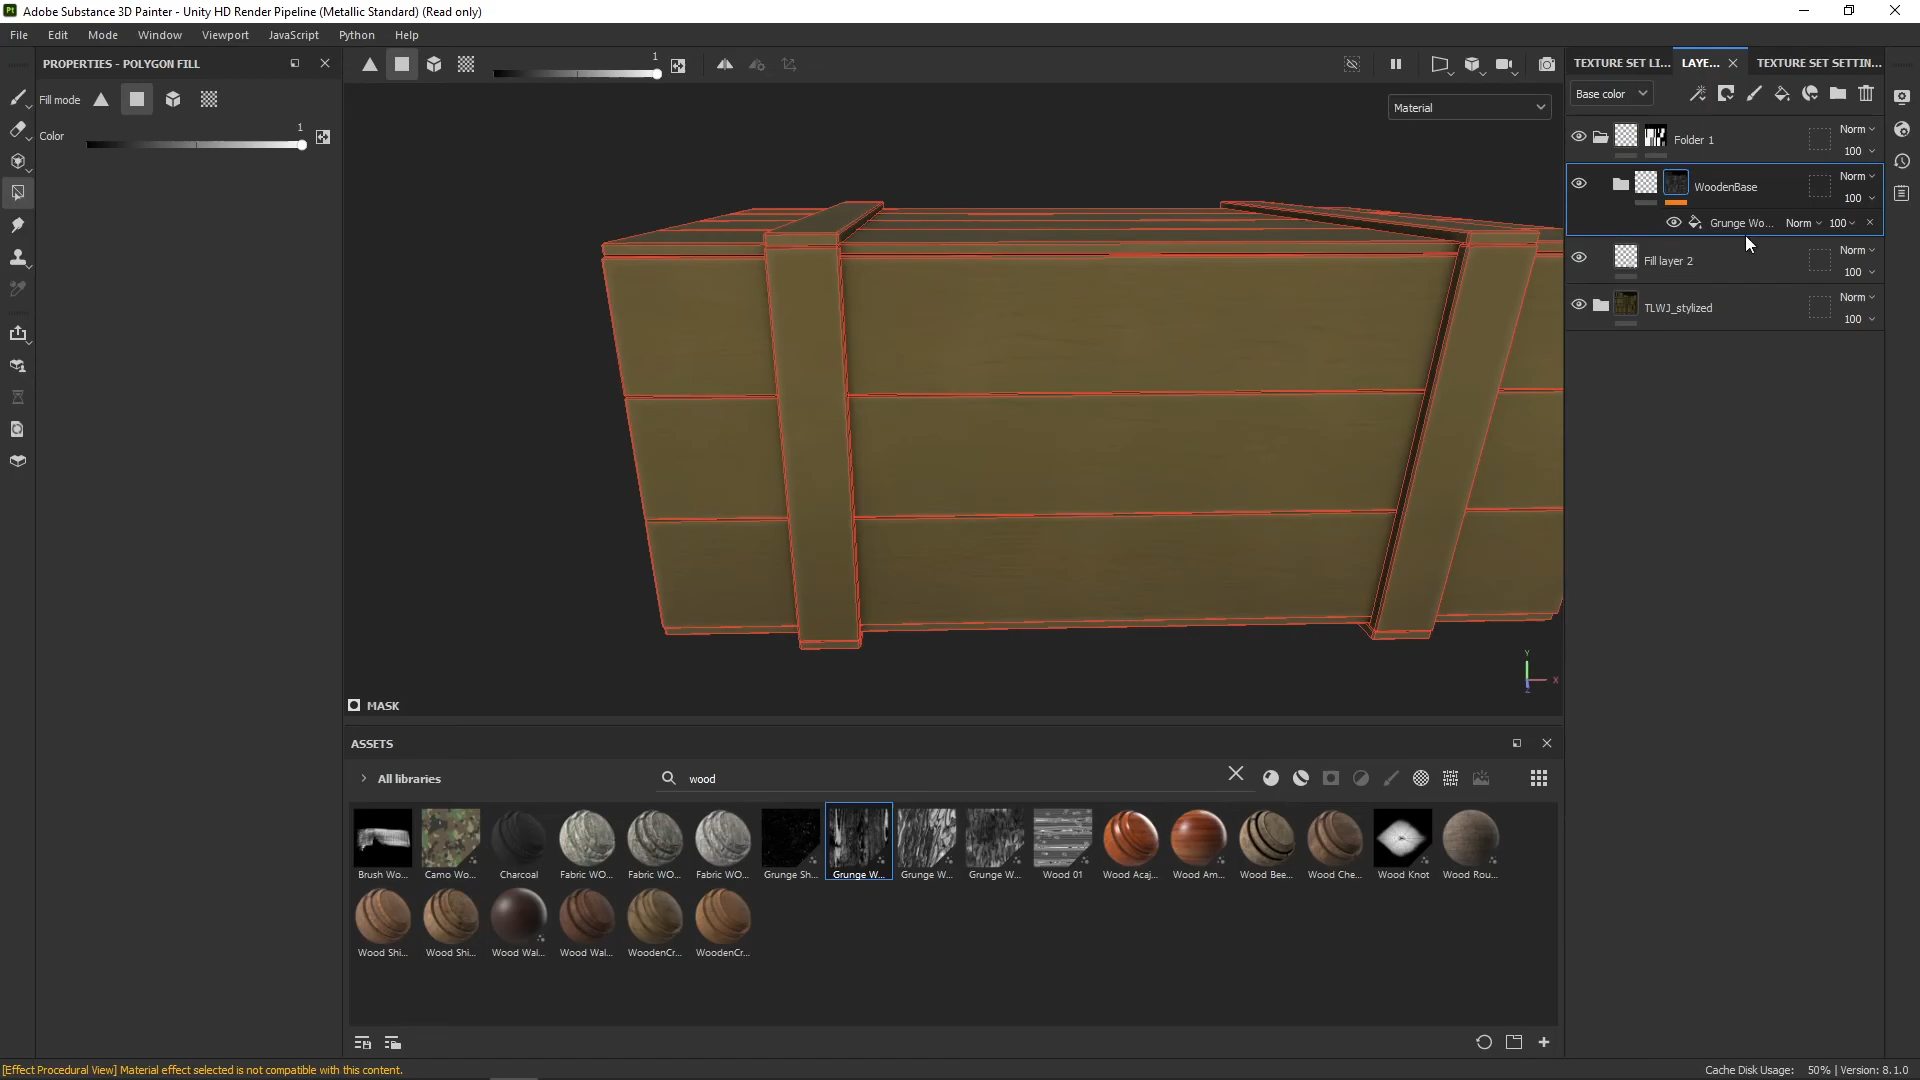 Adobe Substance 3D Painter - Unity HD Render Pipeline (Metallic Standard) (Read only)
File Edit Mode Window Viewport JavaScript Python Help
PROPERTIES - POLYGON FILL
Fill mode
Color
1
1
Material
TEXTURE SET LI... LAYE... TEXTURE SET SETTIN...
Base color
Folder 1
Norm
100
WoodenBase
Norm
100
Grunge Wo... Norm 100
Fill layer 2
Norm
100
TLWJ_stylized
Norm
100
Y
X
MASK
ASSETS
All libraries
wood
Brush Wo... Camo Wo... Charcoal Fabric WO... Fabric WO... Fabric WO... Grunge Sh... Grunge W... Grunge W... Grunge W... Wood 01 Wood Acaj... Wood Am... Wood Bee... Wood Che... Wood Knot Wood Rou...
Wood Shi... Wood Shi... Wood Wal... Wood Wal... WoodenCr... WoodenCr...
[Effect Procedural View] Material effect selected is not compatible with this content.
Cache Disk Usage: 50% | Version: 8.1.0